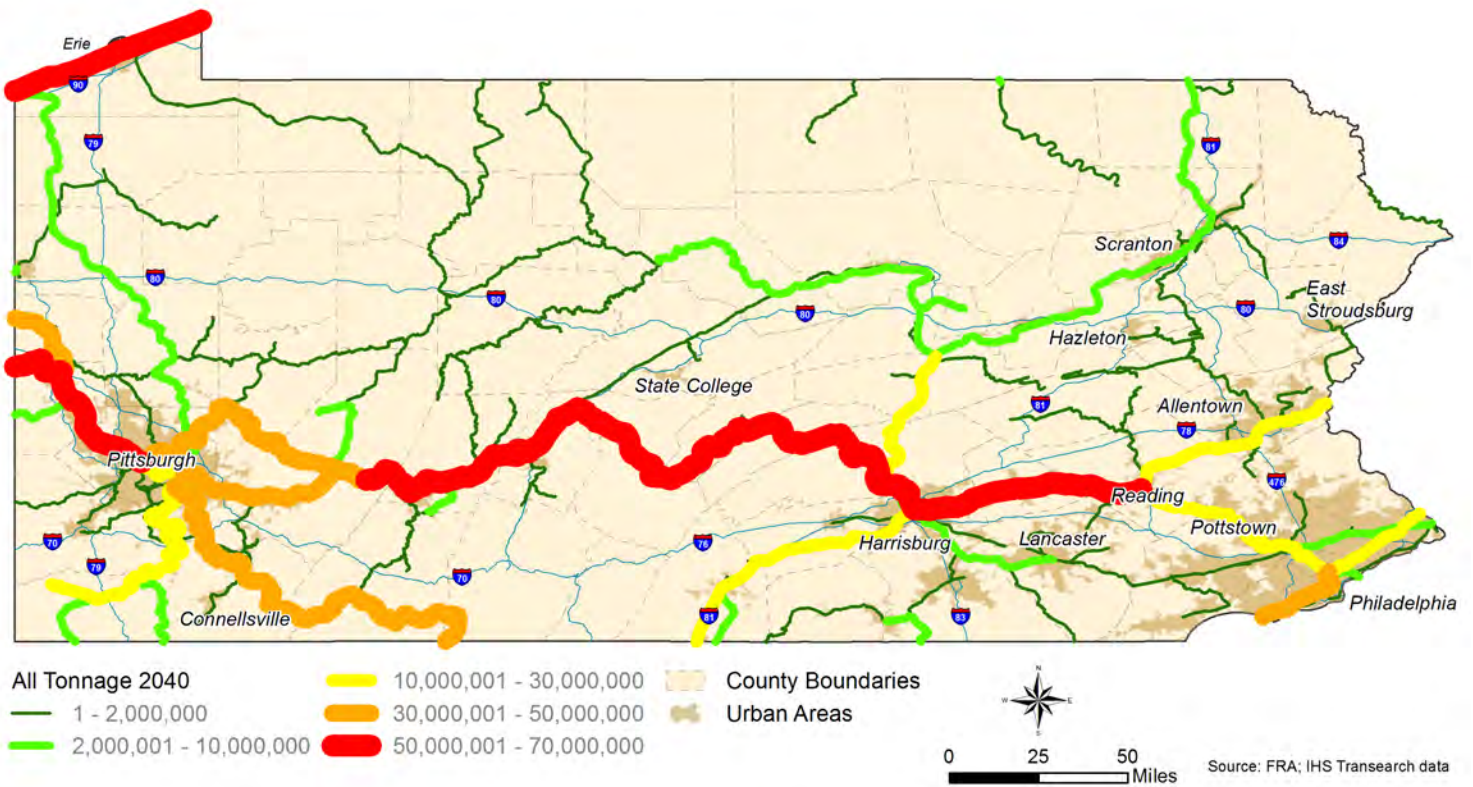 Erie
90
79
81
Scranton
84
80
East
Stroudsburg
80
80
80
Hazleton
State College
81
Allentown
78
Pittsburgh
476
Reading
Pottstown
Lancaster
Harrisburg
70
76
79
70
Philadelphia
Connellsville
81
83
All Tonnage 2040
1 - 2,000,000
2,000,001 - 10,000,000
10,000,001 - 30,000,000
30,000,001 - 50,000,000
50,000,001 - 70,000,000
County Boundaries
Urban Areas
N
W E
S
0 25 50
Miles
Source: FRA; IHS Transearch data